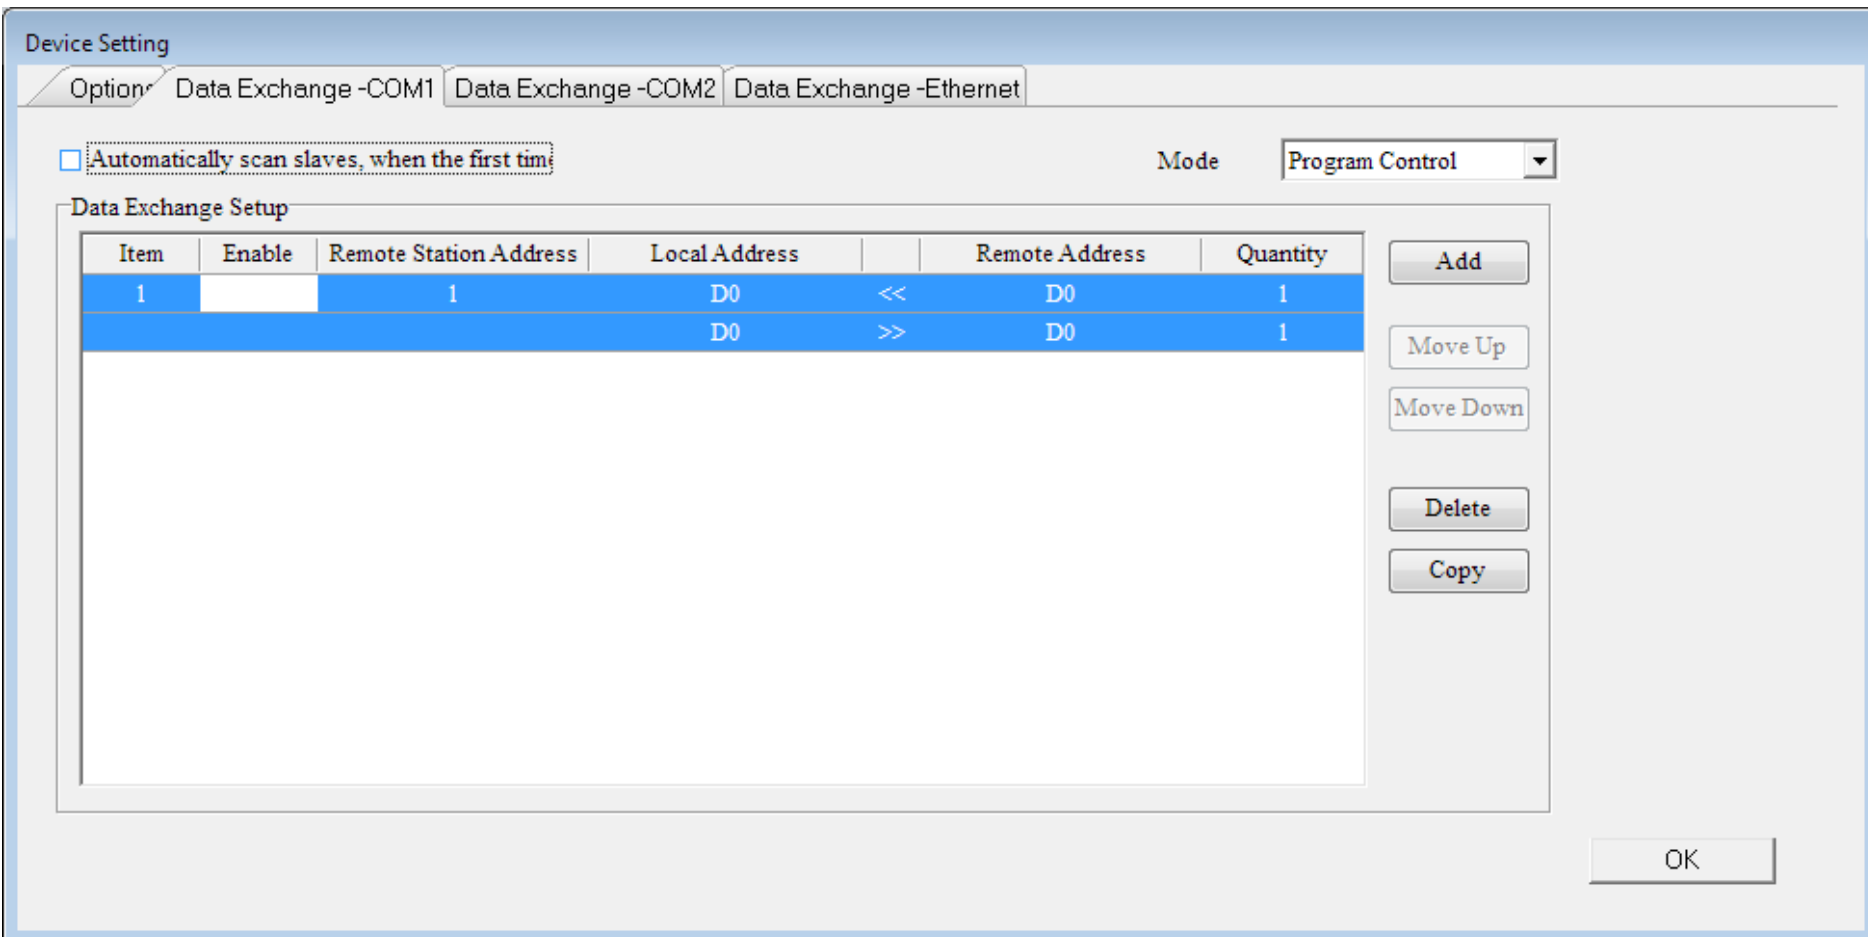 Device Setting
Option Data Exchange -COM1 Data Exchange -COM2 Data Exchange -Ethernet
Automatically scan slaves, when the first time Mode Program Control
Data Exchange Setup
Item Enable Remote Station Address Local Address Remote Address Quantity
1 1 D0 << D0 1
D0 >> D0 1
Add
Move Up
Move Down
Delete
Copy
OK